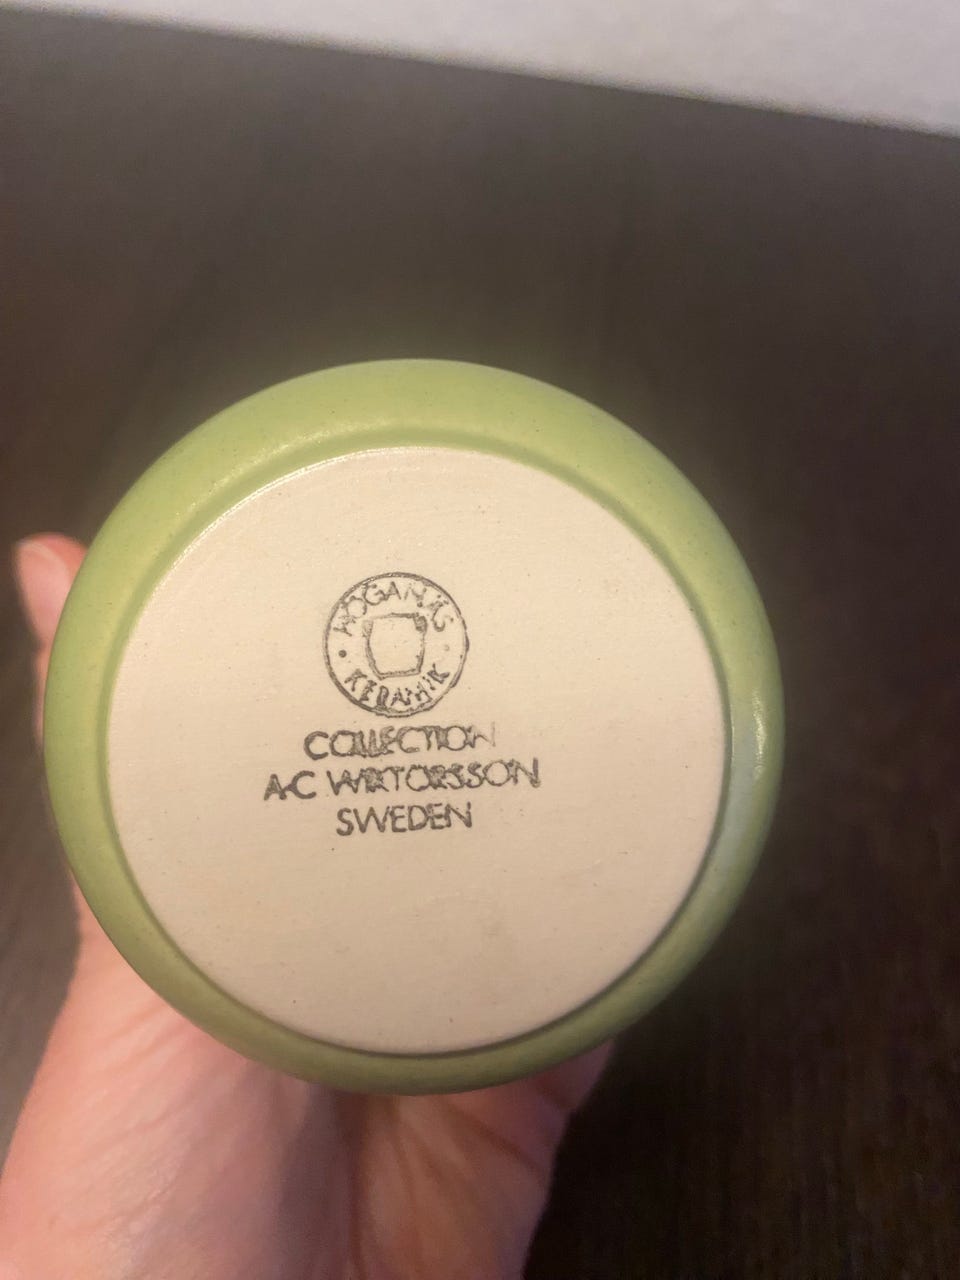 HÖGANÄS
KERAMIK
COLLECTION
A-C WIKTORSSON
SWEDEN